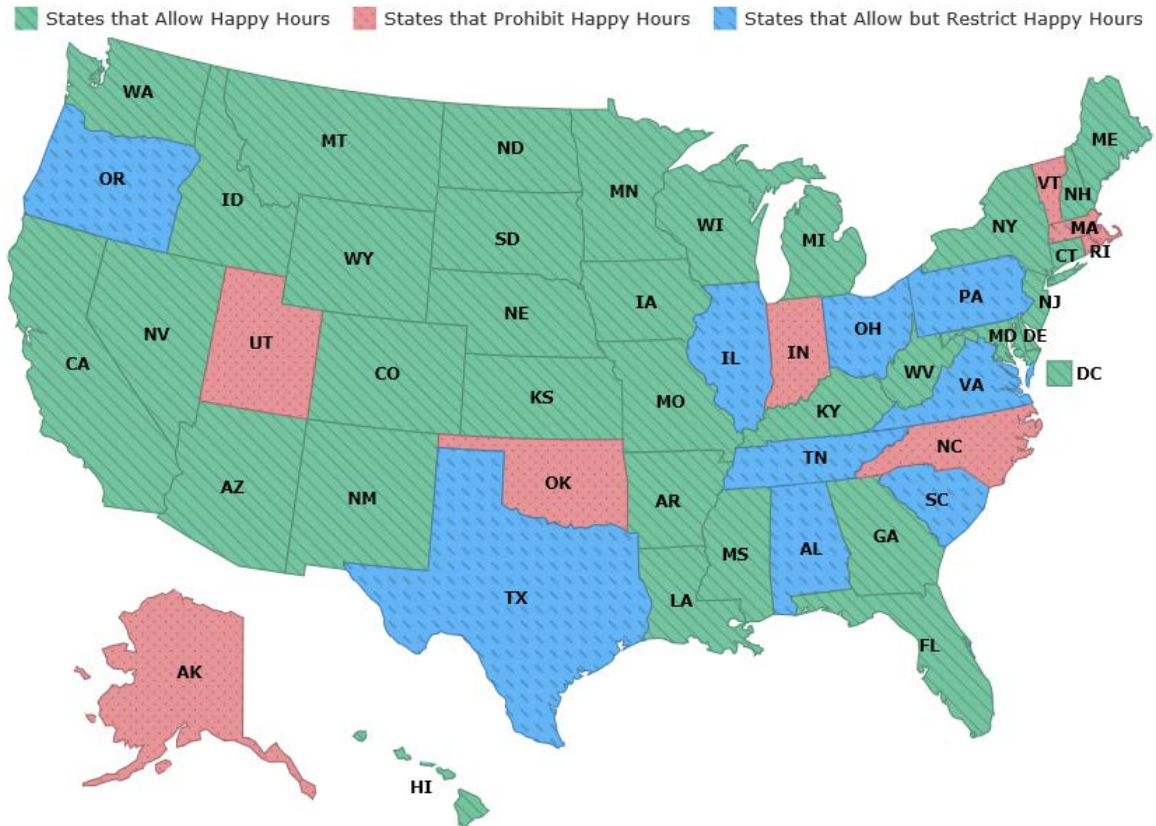 States that Allow Happy Hours States that Prohibit Happy Hours States that Allow but Restrict Happy Hours
WA
MT
ND
ME
OR
MN
VT
NH
ID
WI
NY
MA
SD
MI
RI
CT
WY
PA
IA
NJ
NE
OH
NV
UT
IL
IN
MD DE
CA
CO
WV
DC
VA
KS
MO
KY
NC
TN
AZ
OK
NM
AR
SC
GA
MS
AL
TX
LA
FL
AK
HI